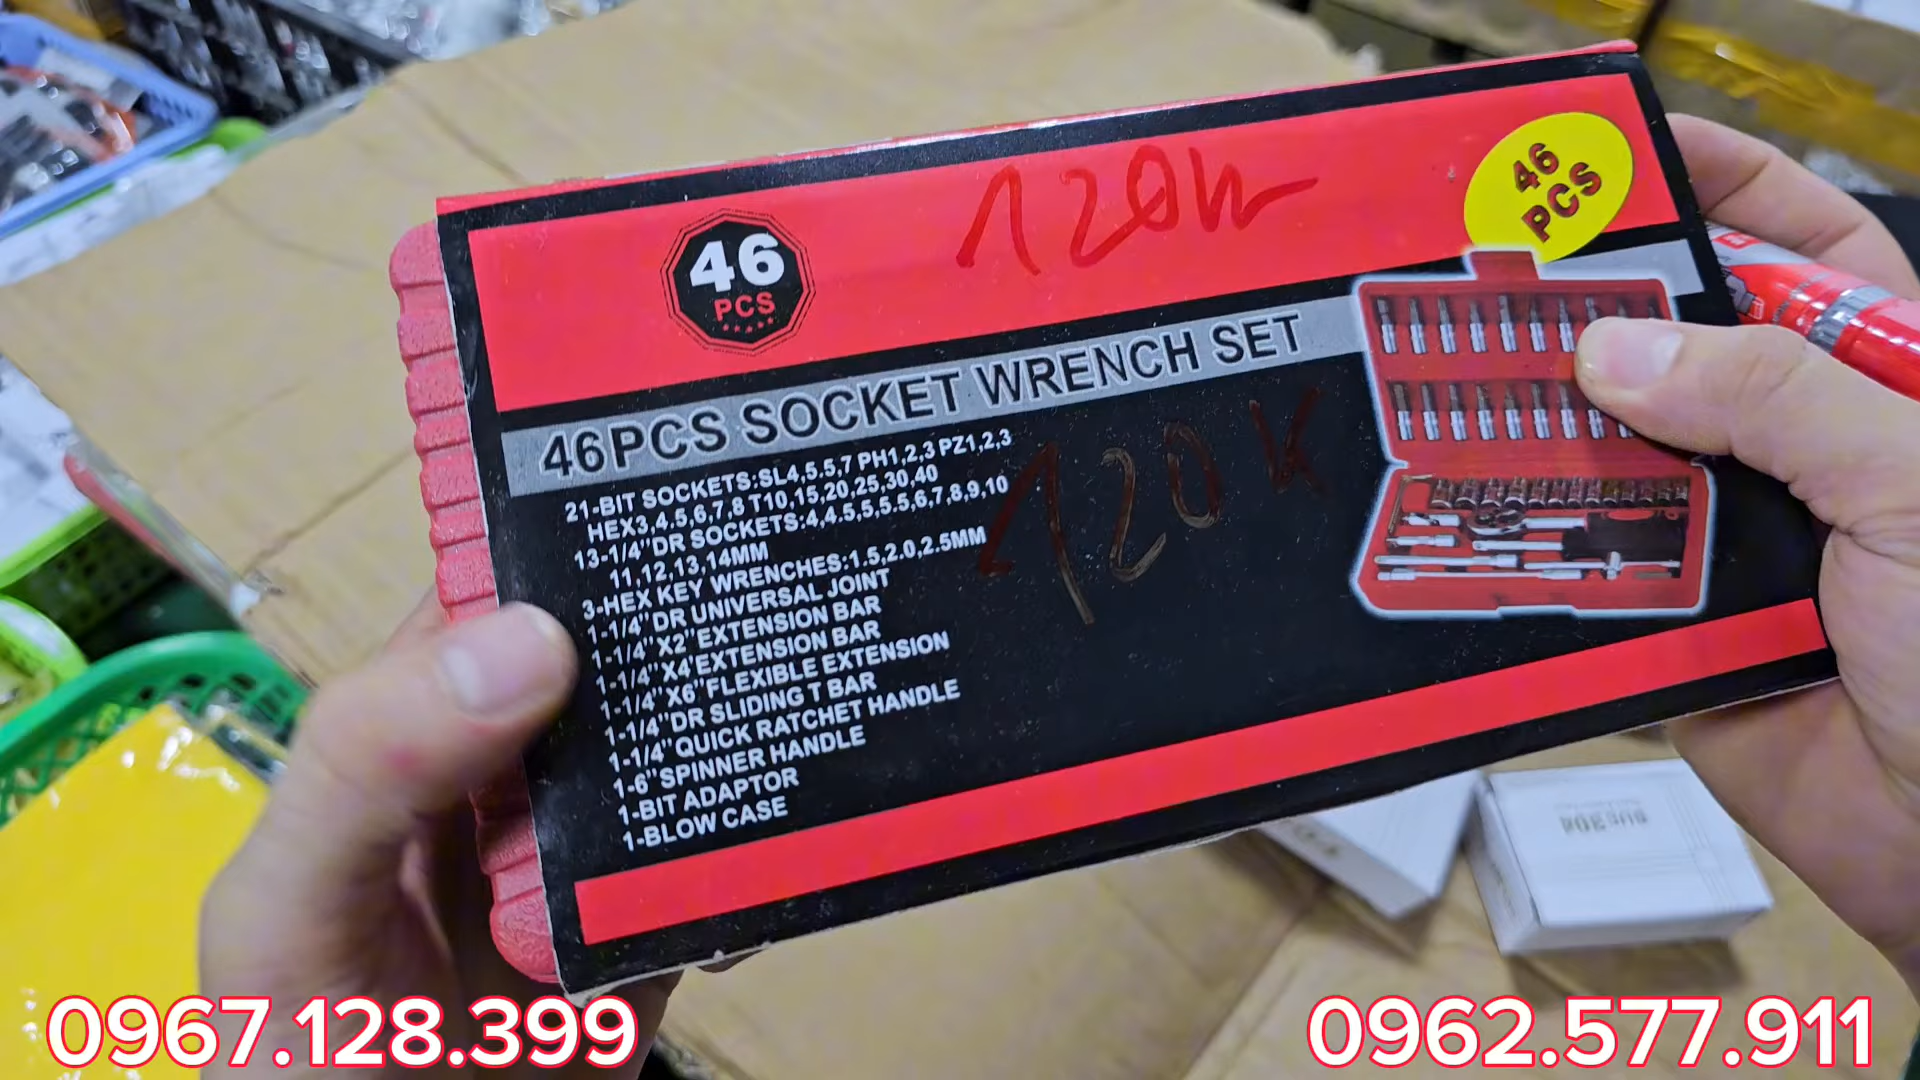 120k
46
PCS
46
PCS
46PCS SOCKET WRENCH SET
120K
21-BIT SOCKETS:SL4,5.5,7 PH1,2,3 PZ1,2,3
HEX3,4.5,6,7,8 T10,15,20,25,30,40
13-1/4"DR SOCKETS:4,4.5,5,5.5,6,7,8,9,10
11,12,13,14MM
3-HEX KEY WRENCHES:1.5,2.0,2.5MM
1-1/4"DR UNIVERSAL JOINT
1-1/4"X2"EXTENSION BAR
1-1/4"X4'EXTENSION BAR
1-1/4"X6"FLEXIBLE EXTENSION
1-1/4"DR SLIDING T BAR
1-1/4"QUICK RATCHET HANDLE
1-6"SPINNER HANDLE
1-BIT ADAPTOR
1-BLOW CASE
0967.128.399
0962.577.911